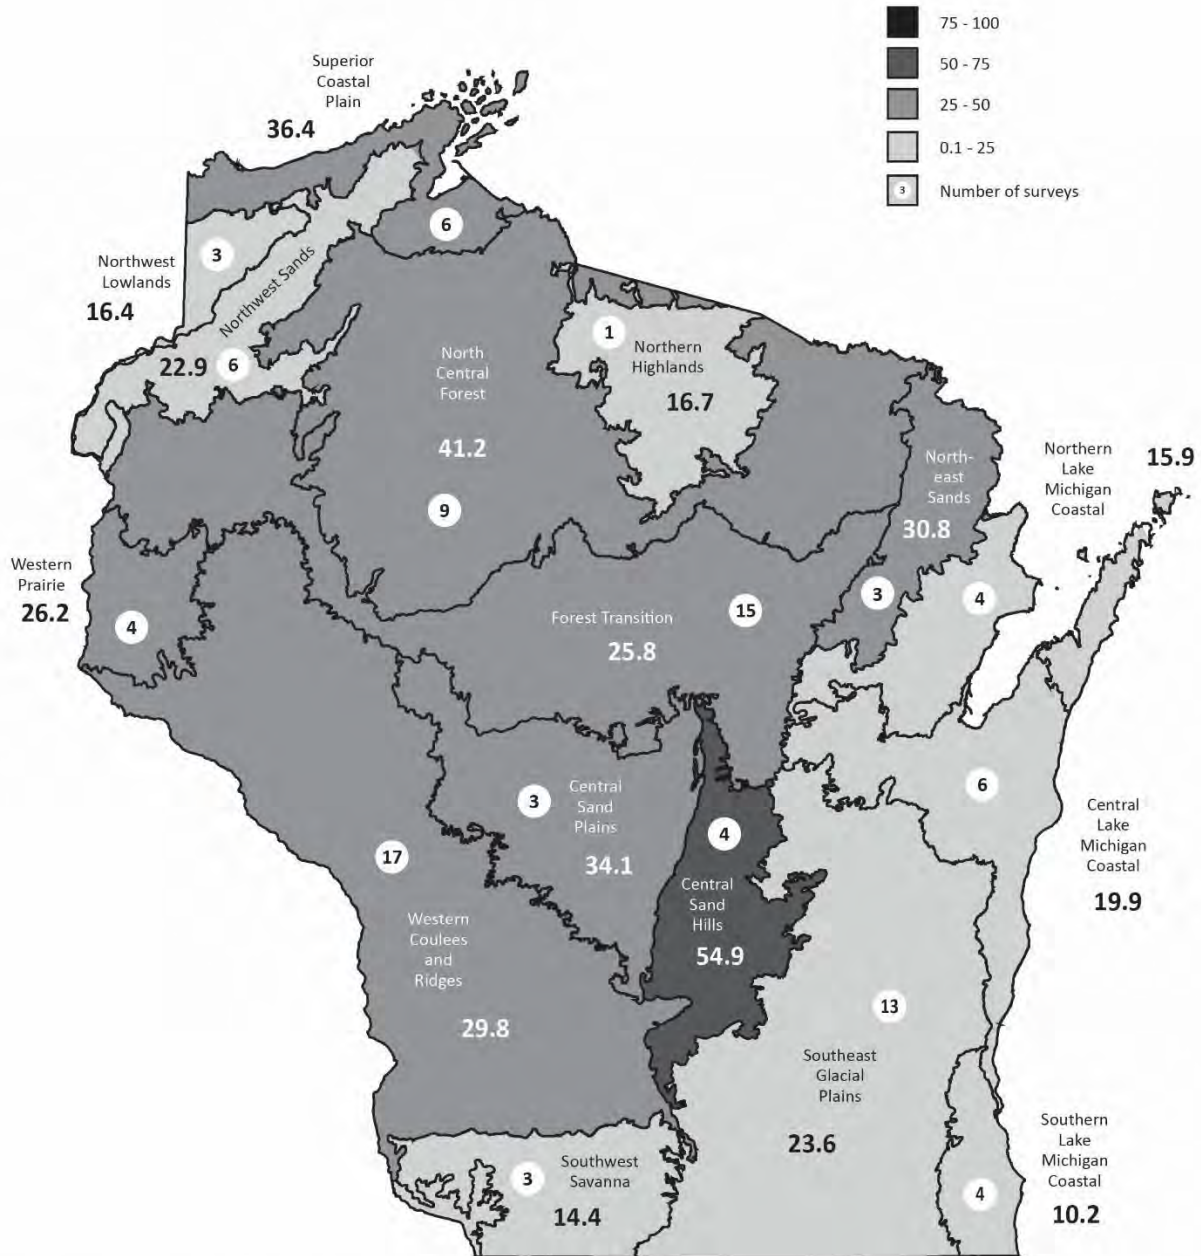 75 - 100
50 - 75
25 - 50
0.1 - 25
3
Number of surveys
Superior
Coastal
Plain
36.4
6
Northwest
Lowlands
16.4
3
Northwest Sands
22.9
6
North
Central
Forest
41.2
9
1
Northern
Highlands
16.7
North-
east
Sands
30.8
3
Northern
Lake
Michigan
Coastal
15.9
4
Western
Prairie
26.2
4
Forest Transition
25.8
15
Central
Sand
Plains
34.1
3
4
Central
Sand
Hills
54.9
6
Central
Lake
Michigan
Coastal
19.9
17
Western
Coulees
and
Ridges
29.8
13
Southeast
Glacial
Plains
23.6
3
Southwest
Savanna
14.4
4
Southern
Lake
Michigan
Coastal
10.2